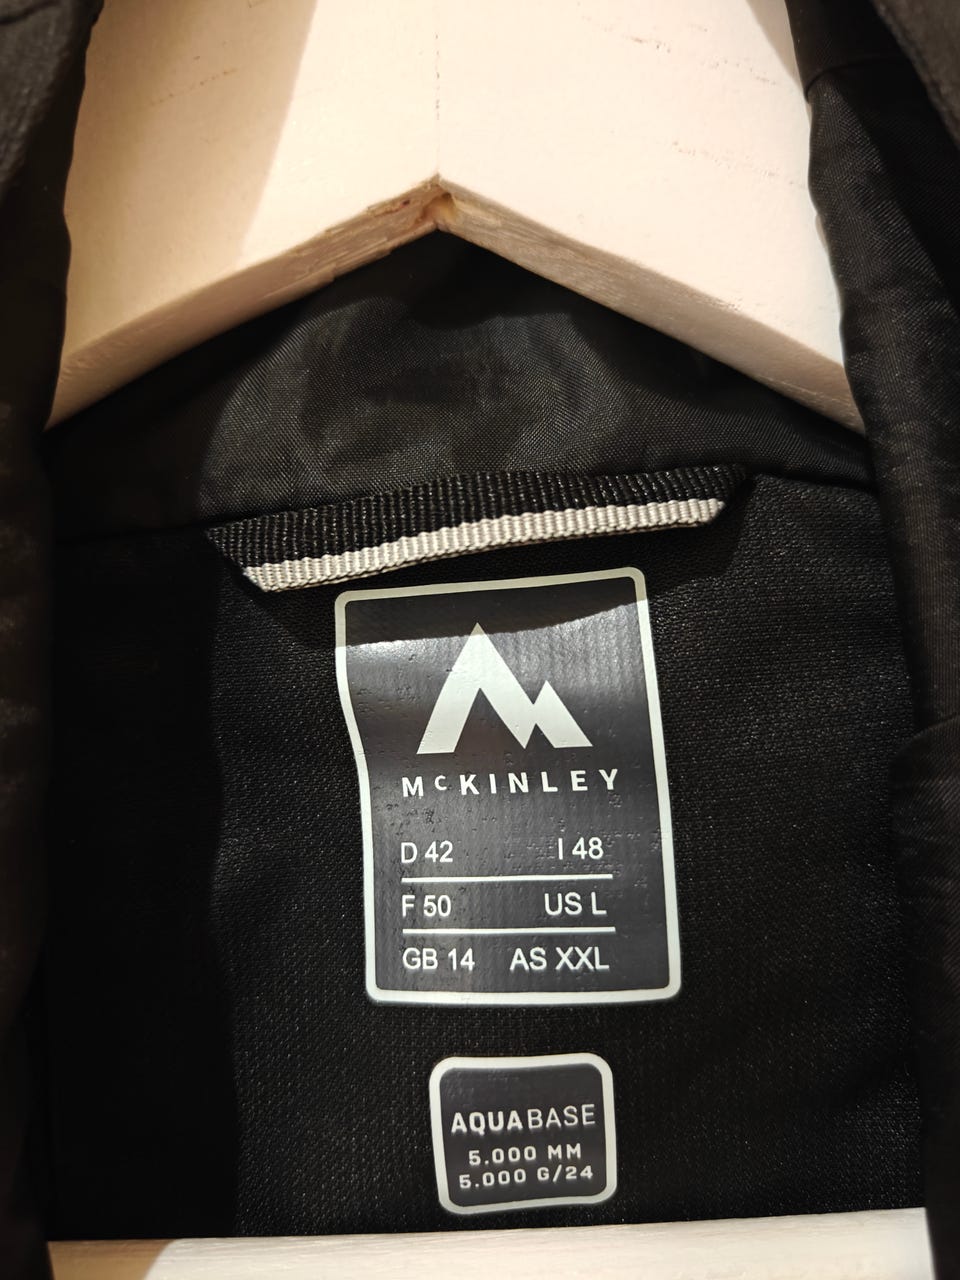 McKINLEY
D 42 I 48
F 50 US L
GB 14 AS XXL
AQUABASE
5.000 MM
5.000 G/24